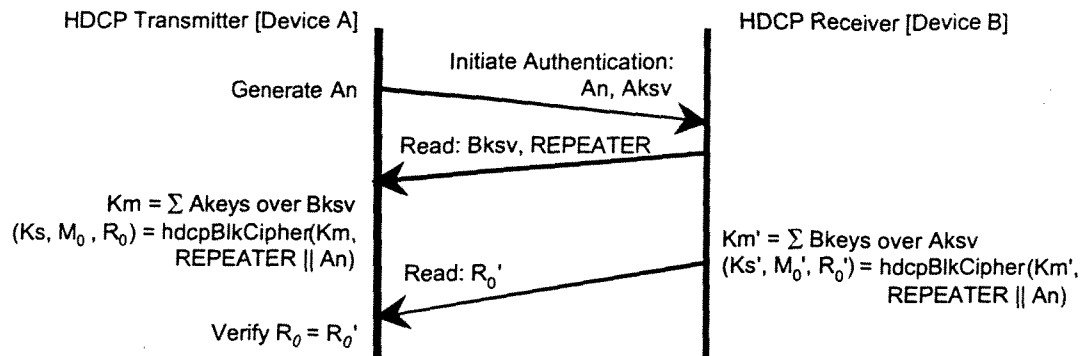 HDCP Transmitter [Device A]
HDCP Receiver [Device B]
Generate An
Initiate Authentication:
An, Aksv
Read: Bksv, REPEATER
Km = ∑ Akeys over Bksv
(Ks, M₀ , R₀) = hdcpBlkCipher(Km,
REPEATER || An)
Km' = ∑ Bkeys over Aksv
(Ks', M₀', R₀') = hdcpBlkCipher(Km',
REPEATER || An)
Read: R₀'
Verify R₀ = R₀'